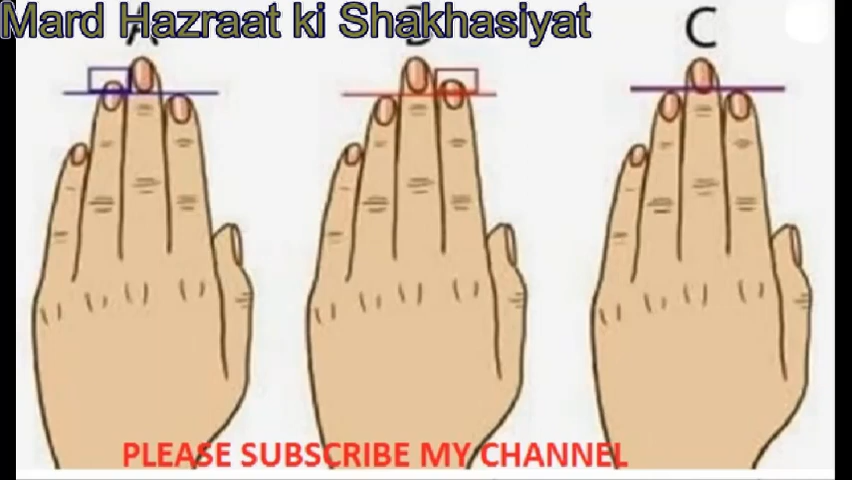 Mard Hazraat ki Shakhasiyat
A B C
PLEASE SUBSCRIBE MY CHANNEL